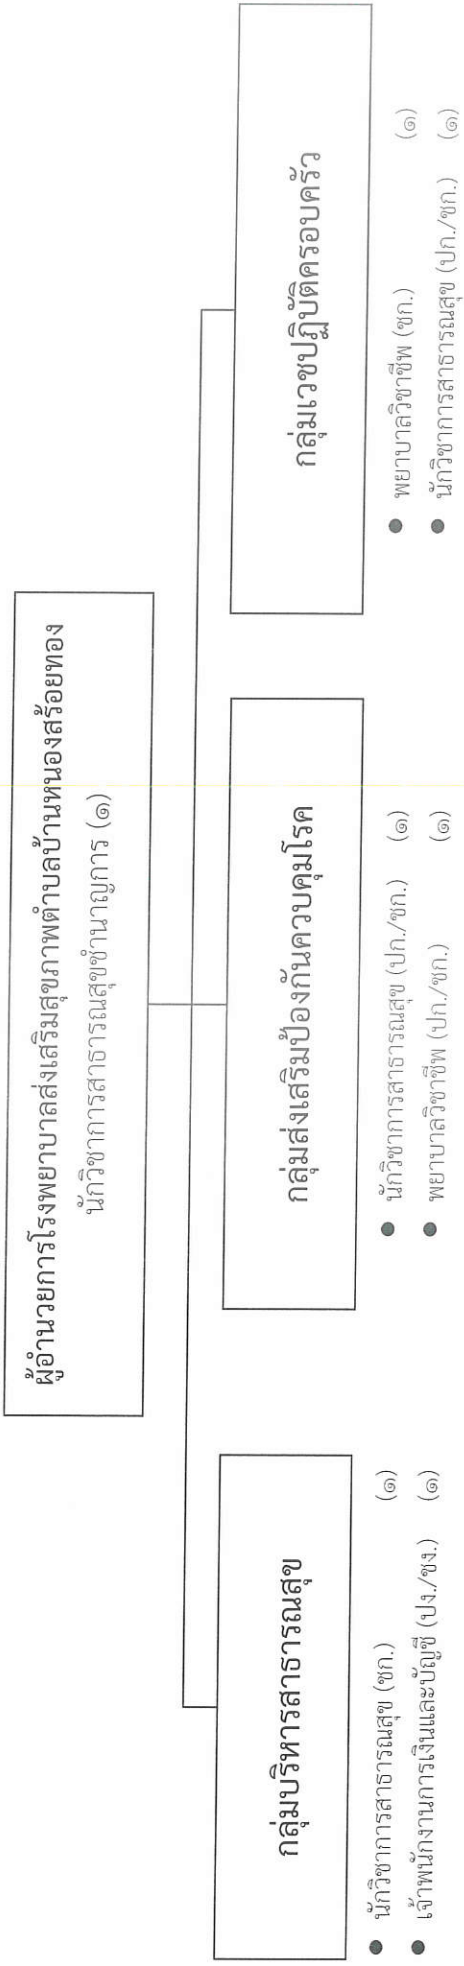 ผู้อำนวยการโรงพยาบาลส่งเสริมสุขภาพตำบลบ้านหนองสร้อยทอง
นักวิชาการสาธารณสุขชำนาญการ (๑)
กลุ่มบริหารสาธารณสุข
● นักวิชาการสาธารณสุข (ชก.) (๑)
● เจ้าพนักงานการเงินและบัญชี (ปง./ชง.) (๑)
กลุ่มส่งเสริมป้องกันควบคุมโรค
● นักวิชาการสาธารณสุข (ปก./ชก.) (๑)
● พยาบาลวิชาชีพ (ปก./ชก.) (๑)
กลุ่มเวชปฏิบัติครอบครัว
● พยาบาลวิชาชีพ (ชก.) (๑)
● นักวิชาการสาธารณสุข (ปก./ชก.) (๑)